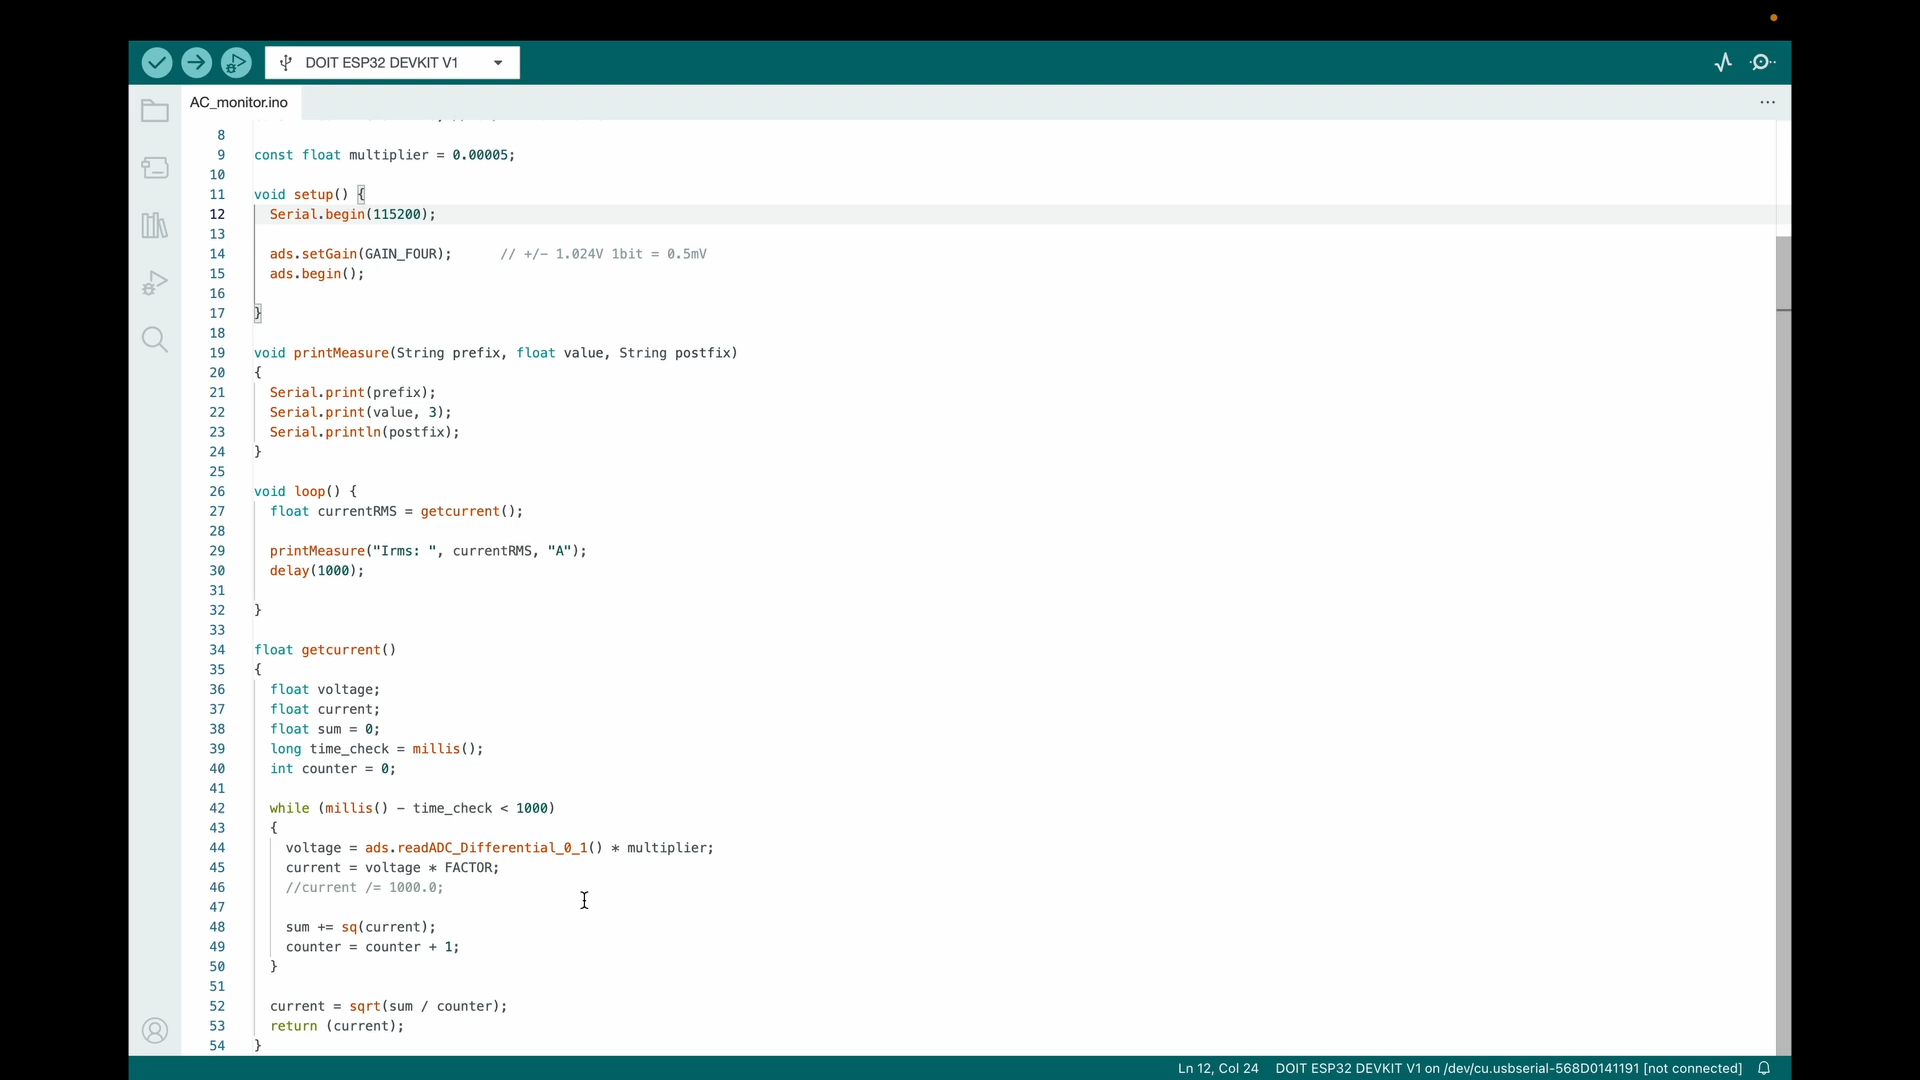 DOIT ESP32 DEVKIT V1
AC_monitor.ino
8
9 const float multiplier = 0.00005;
10
11 void setup() {
12 Serial.begin(115200);
13
14 ads.setGain(GAIN_FOUR); // +/- 1.024V 1bit = 0.5mV
15 ads.begin();
16
17 }
18
19 void printMeasure(String prefix, float value, String postfix)
20 {
21 Serial.print(prefix);
22 Serial.print(value, 3);
23 Serial.println(postfix);
24 }
25
26 void loop() {
27 float currentRMS = getcurrent();
28
29 printMeasure("Irms: ", currentRMS, "A");
30 delay(1000);
31
32 }
33
34 float getcurrent()
35 {
36 float voltage;
37 float current;
38 float sum = 0;
39 long time_check = millis();
40 int counter = 0;
41
42 while (millis() - time_check < 1000)
43 {
44 voltage = ads.readADC_Differential_0_1() * multiplier;
45 current = voltage * FACTOR;
46 //current /= 1000.0;
47
48 sum += sq(current);
49 counter = counter + 1;
50 }
51
52 current = sqrt(sum / counter);
53 return (current);
54 }
Ln 12, Col 24 DOIT ESP32 DEVKIT V1 on /dev/cu.usbserial-568D0141191 [not connected]